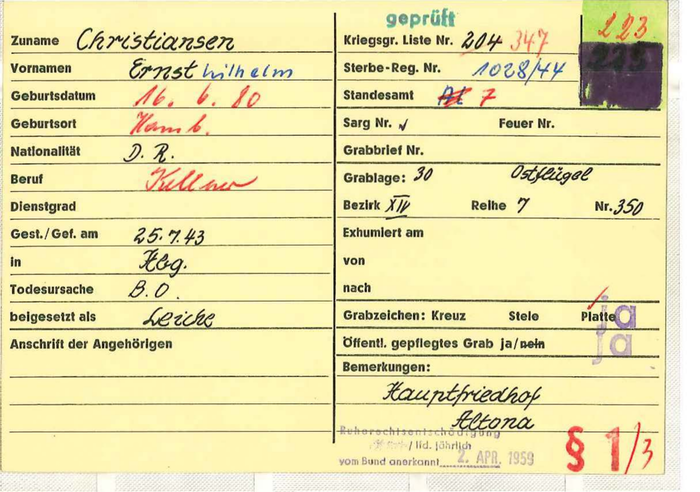 geprüft
Zuname Christiansen
Vornamen Ernst Wilhelm
Geburtsdatum 16. 6. 80
Geburtsort Hamb.
Nationalität D. R.
Beruf Kellner
Dienstgrad
Gest./Gef. am 25.7.43
in Hbg.
Todesursache B.O.
beigesetzt als Leiche
Anschrift der Angehörigen
Kriegsgr. Liste Nr. 204 347
223
Sterbe-Reg. Nr. 1028/44
Standesamt 7
Sarg Nr. Feuer Nr.
Grabbrief Nr.
Grablage: 30 Ostflügel
Bezirk XIV Reihe 7 Nr. 350
Exhumiert am
von
nach
Grabzeichen: Kreuz Stele Platte ja
Öffentl. gepflegtes Grab ja/nein ja
Bemerkungen:
Hauptfriedhof
Altona
Ruherechtsentschädigung
/ lfd. jährlich
vom Bund anerkannt 2. APR. 1959
§ 1/3